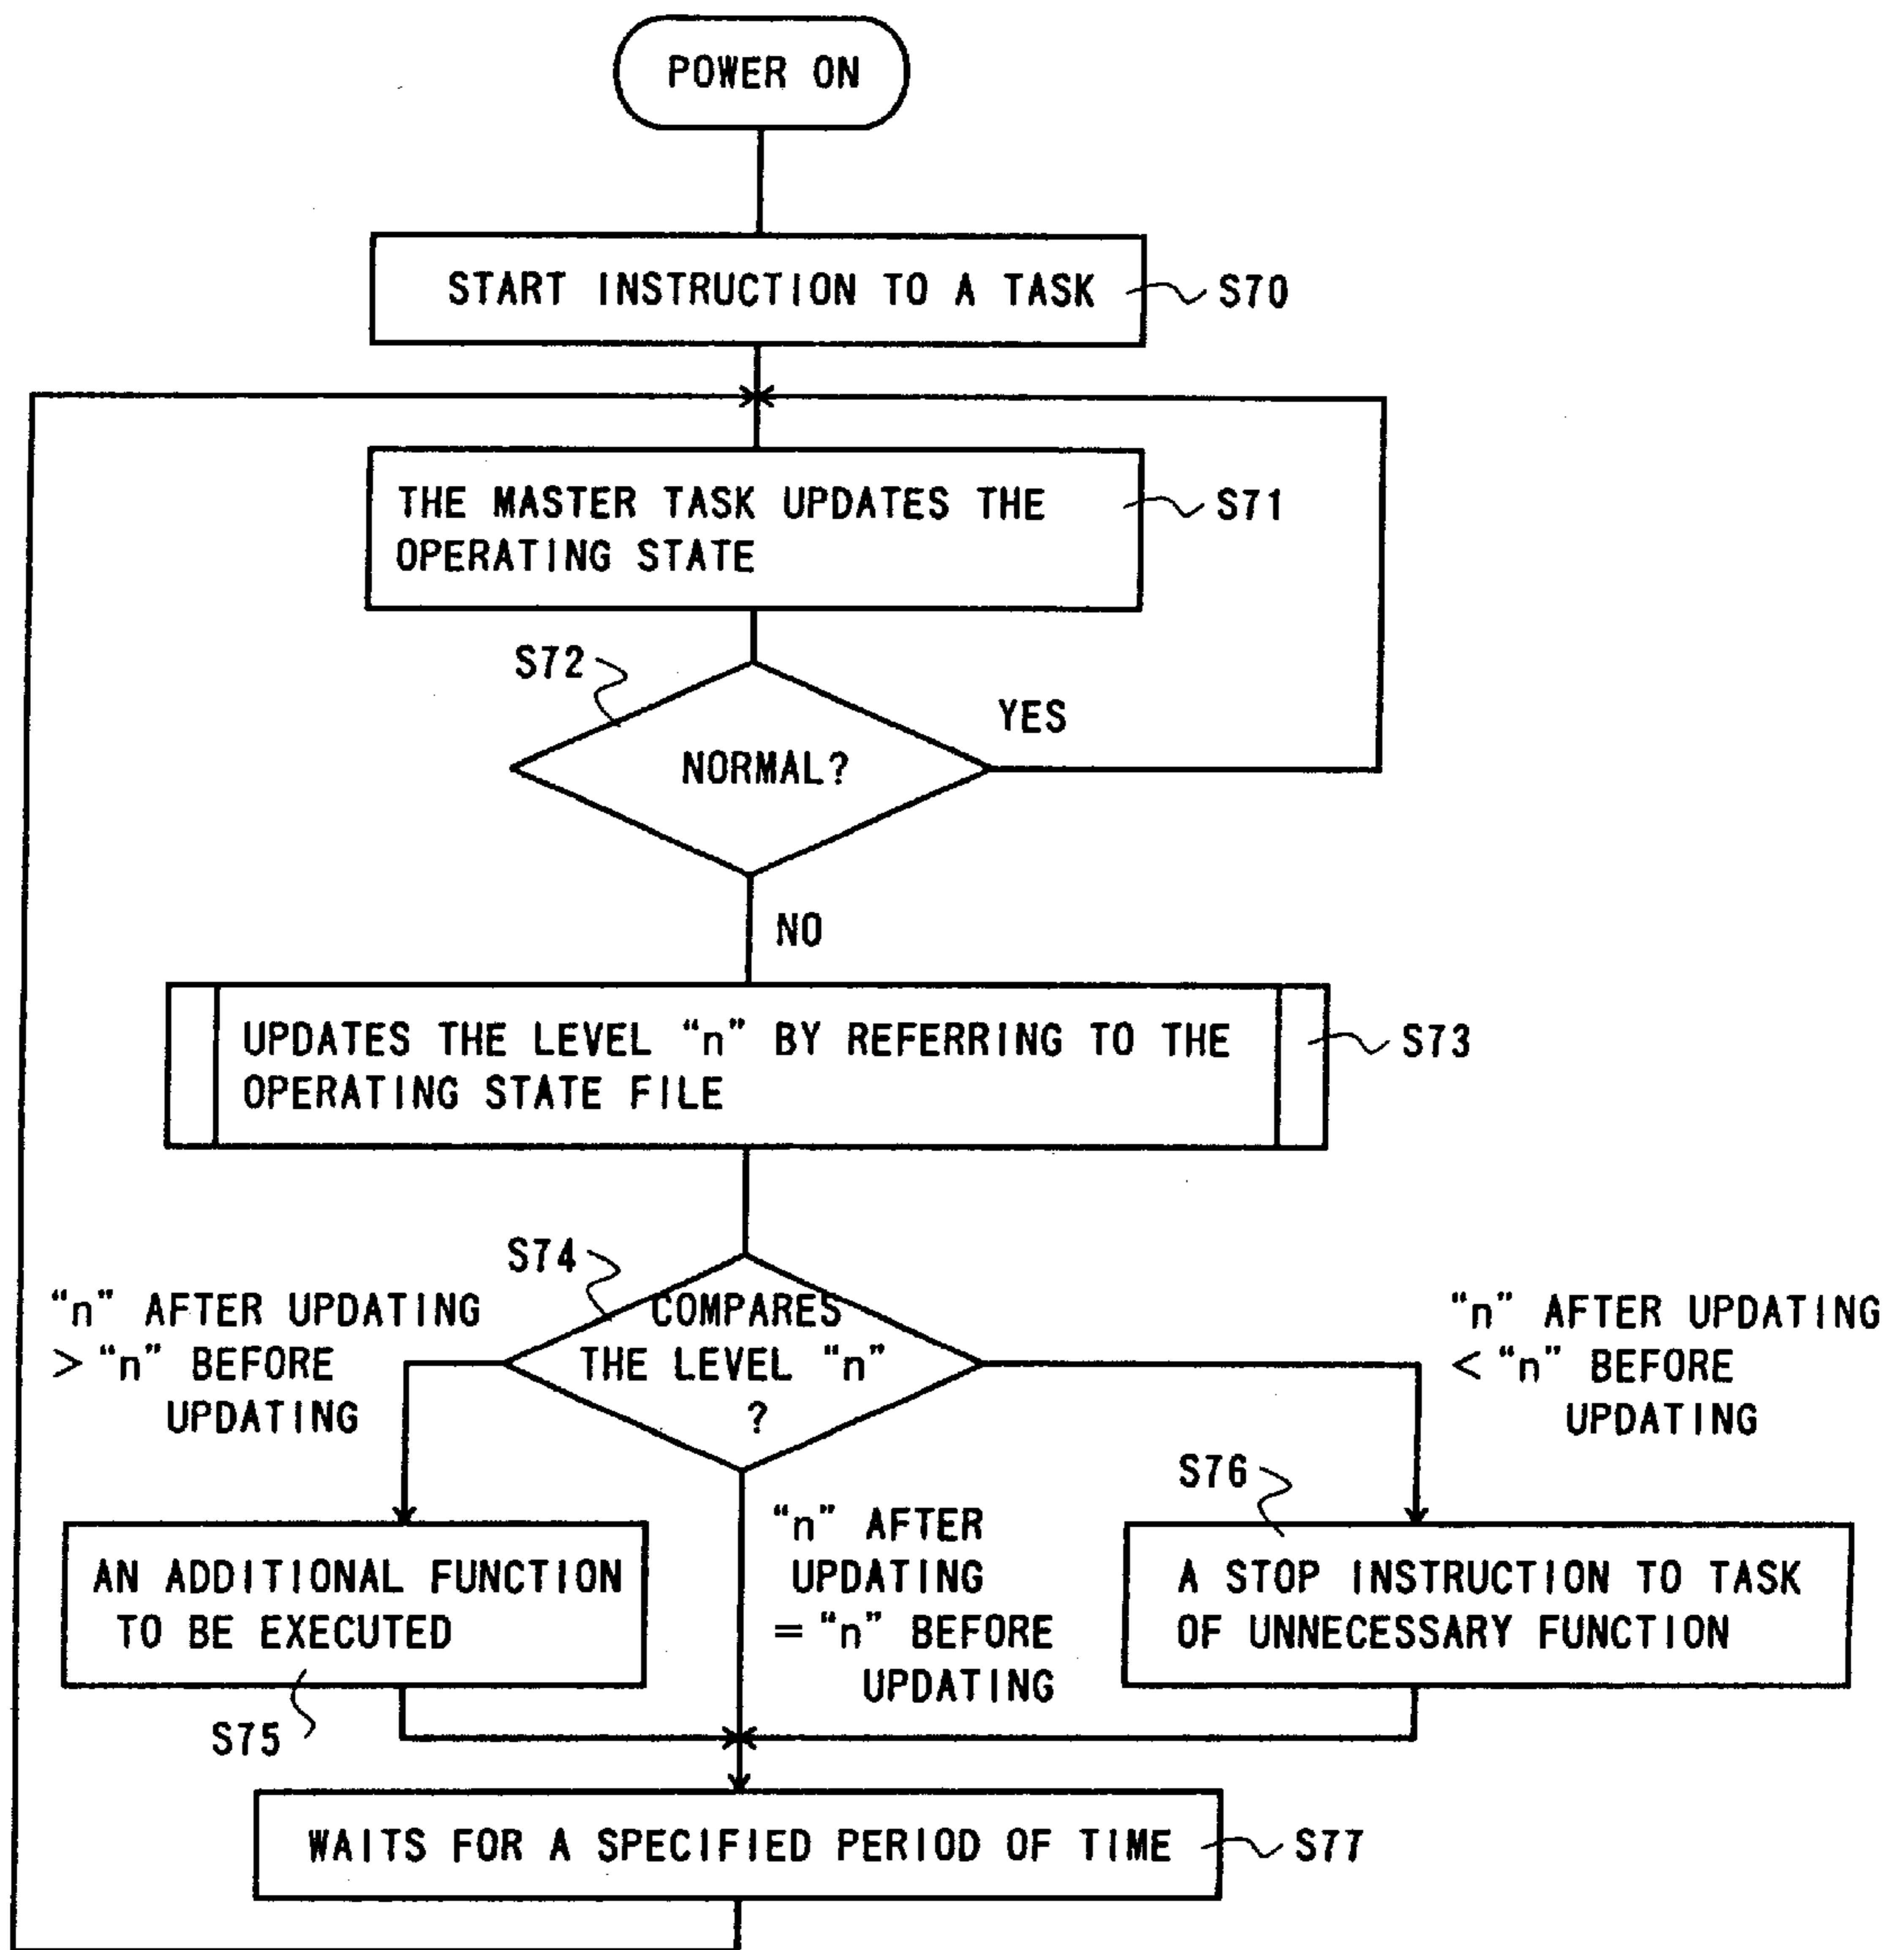 POWER ON
START INSTRUCTION TO A TASK
S70
THE MASTER TASK UPDATES THE
OPERATING STATE
S71
S72
NORMAL?
YES
NO
UPDATES THE LEVEL “n” BY REFERRING TO THE
OPERATING STATE FILE
S73
S74
COMPARES
THE LEVEL “n”
?
“n” AFTER UPDATING
> “n” BEFORE
UPDATING
“n” AFTER UPDATING
< “n” BEFORE
UPDATING
“n” AFTER
UPDATING
= “n” BEFORE
UPDATING
S76
AN ADDITIONAL FUNCTION
TO BE EXECUTED
S75
A STOP INSTRUCTION TO TASK
OF UNNECESSARY FUNCTION
WAITS FOR A SPECIFIED PERIOD OF TIME
S77